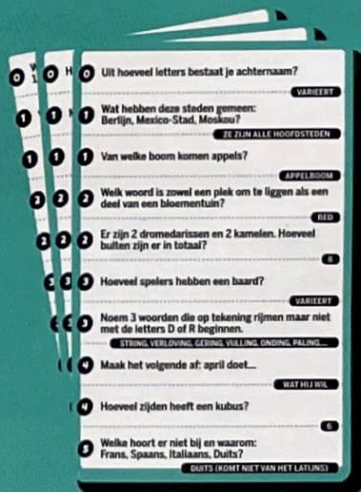 0 Uit hoeveel letters bestaat je achternaam?
VARIEERT
1 Wat hebben deze steden gemeen:
Berlijn, Mexico-Stad, Moskou?
ZE ZIJN ALLE HOOFDSTEDEN
1 Van welke boom komen appels?
APPELBOOM
2 Welk woord is zowel een plek om te liggen als een
deel van een bloementuin?
BED
2 Er zijn 2 dromedarissen en 2 kamelen. Hoeveel
bulten zijn er in totaal?
6
3 Hoeveel spelers hebben een baard?
VARIEERT
3 Noem 3 woorden die op tekening rijmen maar niet
met de letters D of R beginnen.
STRING, VERLOVING, GERING, VULLING, ONDING, PALING...
4 Maak het volgende af: april doet...
WAT HIJ WIL
4 Hoeveel zijden heeft een kubus?
6
5 Welke hoort er niet bij en waarom:
Frans, Spaans, Italiaans, Duits?
DUITS (KOMT NIET VAN HET LATIJNS)